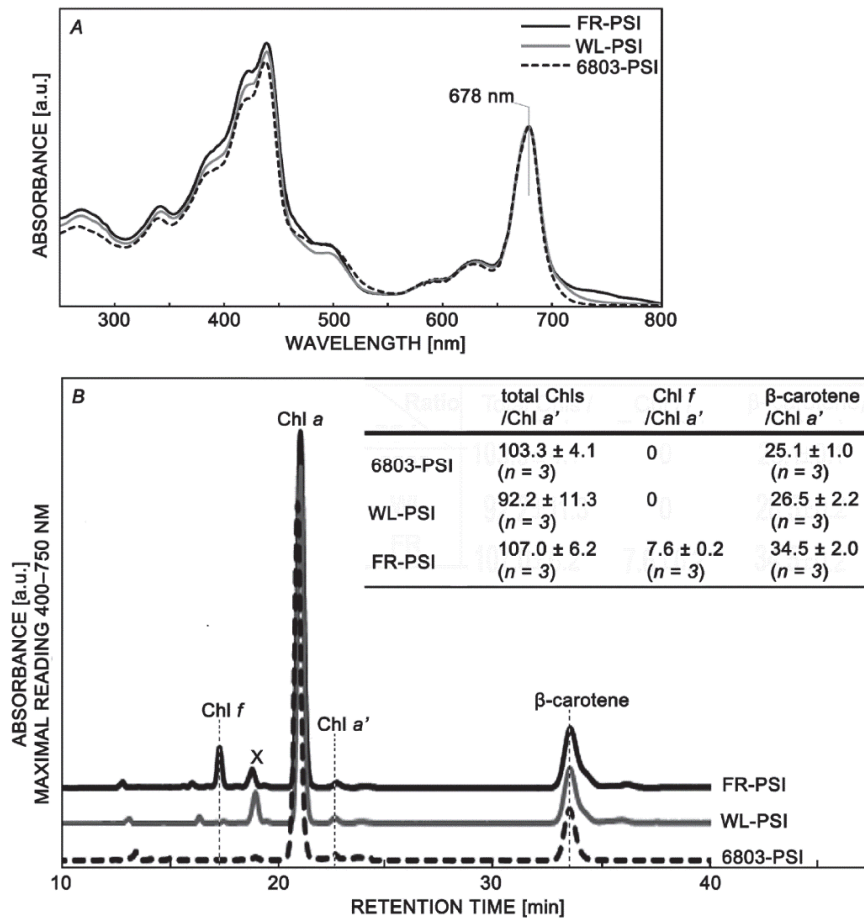 A
FR-PSI
WL-PSI
6803-PSI
678 nm
ABSORBANCE [a.u.]
300 400 500 600 700 800
WAVELENGTH [nm]
B
Chl a
total Chls
/Chl a’
Chl f
/Chl a’
β-carotene
/Chl a’
6803-PSI
103.3 ± 4.1
(n = 3)
0
25.1 ± 1.0
(n = 3)
WL-PSI
92.2 ± 11.3
(n = 3)
0
26.5 ± 2.2
(n = 3)
FR-PSI
107.0 ± 6.2
(n = 3)
7.6 ± 0.2
(n = 3)
34.5 ± 2.0
(n = 3)
ABSORBANCE [a.u.]
MAXIMAL READING 400–750 NM
Chl f
X
Chl a’
β-carotene
FR-PSI
WL-PSI
6803-PSI
10 20 30 40
RETENTION TIME [min]